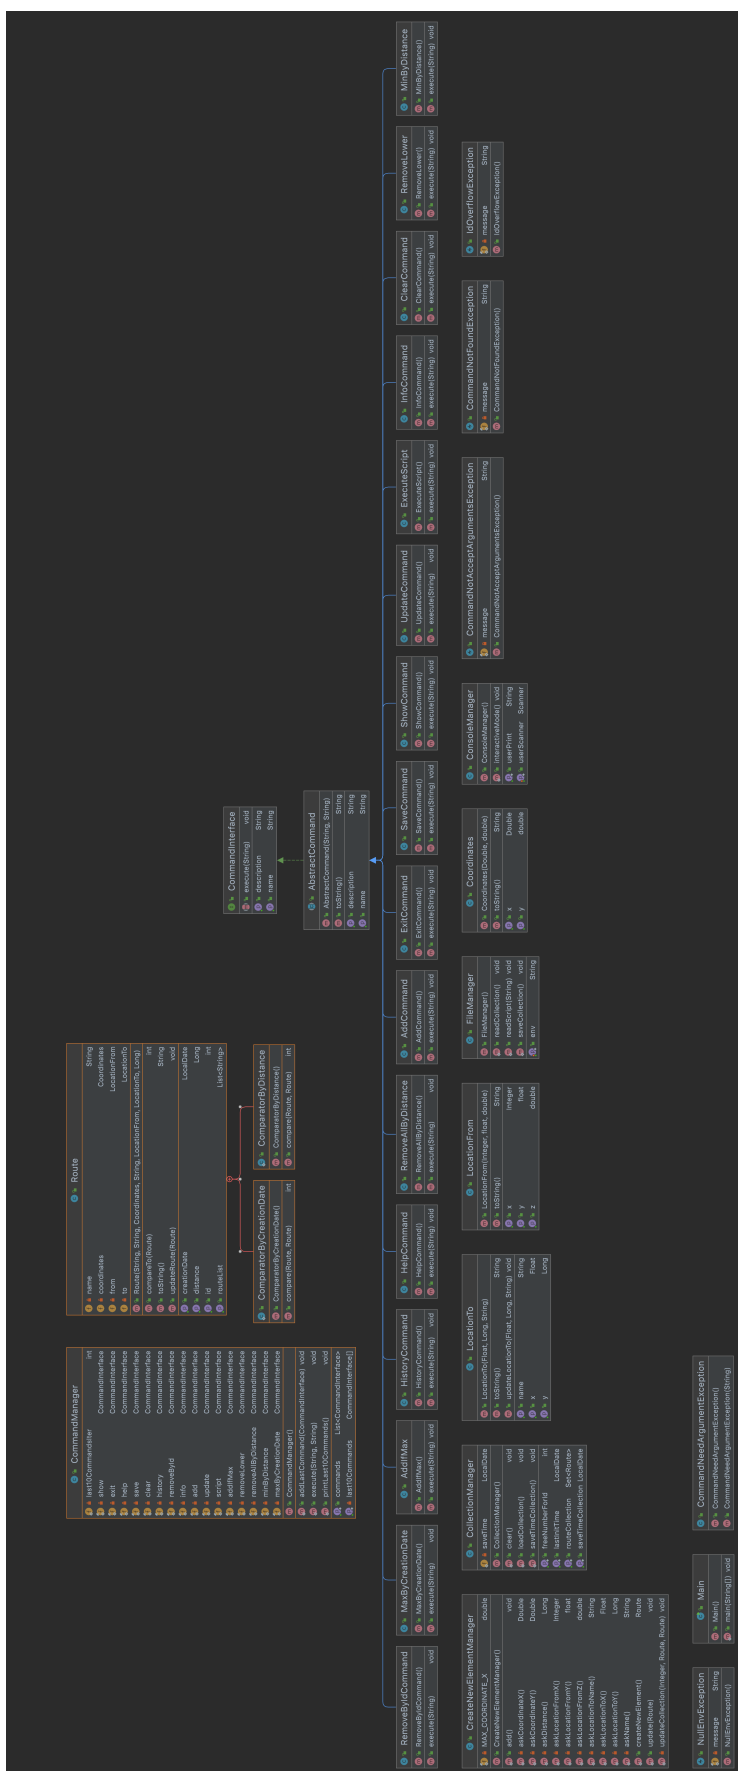 CommandManager
last10CommandsIter int
show CommandInterface
exit CommandInterface
help CommandInterface
save CommandInterface
clear CommandInterface
history CommandInterface
removeById CommandInterface
info CommandInterface
add CommandInterface
update CommandInterface
script CommandInterface
addIfMax CommandInterface
removeLower CommandInterface
removeAllByDistance CommandInterface
minByDistance CommandInterface
maxByCreationDate CommandInterface
CommandManager()
addLastCommand(CommandInterface) void
execute(String, String) void
printLast10Commands() void
commands List<CommandInterface>
last10Commands CommandInterface[]
Route
name String
coordinates Coordinates
from LocationFrom
to LocationTo
Route(String, String, Coordinates, String, LocationFrom, LocationTo, Long)
compareTo(Route) int
toString() String
updateRoute(Route) void
creationDate LocalDate
distance Long
id int
routeList List<String>
ComparatorByCreationDate
ComparatorByCreationDate()
compare(Route, Route) int
ComparatorByDistance
ComparatorByDistance()
compare(Route, Route) int
CommandInterface
execute(String) void
description String
name String
AbstractCommand
AbstractCommand(String, String)
toString() String
description String
name String
RemoveByIdCommand
RemoveByIdCommand()
execute(String) void
MaxByCreationDate
MaxByCreationDate()
execute(String) void
AddIfMax
AddIfMax()
execute(String) void
HistoryCommand
HistoryCommand()
execute(String) void
HelpCommand
HelpCommand()
execute(String) void
RemoveAllByDistance
RemoveAllByDistance()
execute(String) void
AddCommand
AddCommand()
execute(String) void
ExitCommand
ExitCommand()
execute(String) void
SaveCommand
SaveCommand()
execute(String) void
ShowCommand
ShowCommand()
execute(String) void
UpdateCommand
UpdateCommand()
execute(String) void
ExecuteScript
ExecuteScript()
execute(String) void
InfoCommand
InfoCommand()
execute(String) void
ClearCommand
ClearCommand()
execute(String) void
RemoveLower
RemoveLower()
execute(String) void
MinByDistance
MinByDistance()
execute(String) void
CreateNewElementManager
MAX_COORDINATE_X double
CreateNewElementManager()
add() void
askCoordinateX() Double
askCoordinateY() Double
askDistance() Long
askLocationFromX() Integer
askLocationFromY() float
askLocationFromZ() double
askLocationToName() String
askLocationToX() Float
askLocationToY() Long
askName() String
createNewElement() Route
update(Route) void
updateCollection(Integer, Route, Route) void
CollectionManager
saveTime LocalDate
CollectionManager()
clear() void
loadCollection() void
saveTimeCollection() void
freeNumberForId int
lastInitTime LocalDate
routeCollection Set<Route>
saveTimeCollection LocalDate
LocationTo
LocationTo(Float, Long, String)
toString() String
updateLocationTo(Float, Long, String) void
name String
x Float
y Long
LocationFrom
LocationFrom(Integer, float, double)
toString() String
x Integer
y float
z double
FileManager
FileManager()
readCollection() void
readScript(String) void
saveCollection() void
env String
Coordinates
Coordinates(Double, double)
toString() String
x Double
y double
ConsoleManager
ConsoleManager()
interactiveMode() void
userPrint String
userScanner Scanner
CommandNotAcceptArgumentsException
message String
CommandNotAcceptArgumentsException()
CommandNotFoundException
message String
CommandNotFoundException()
IdOverflowException
message String
IdOverflowException()
NullEnvException
message String
NullEnvException()
Main
Main()
main(String[]) void
CommandNeedArgumentException
CommandNeedArgumentException()
CommandNeedArgumentException(String)